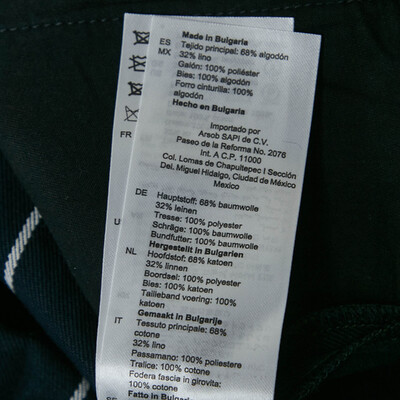 Made in Bulgaria
ES Tejido principal: 68% algodón
MX 32% lino
Galón: 100% poliéster
Bies: 100% algodón
Forro cinturilla: 100%
algodón
Hecho en Bulgaria
FR
Importado por
Arsob SAPI de C.V.
Paseo de la Reforma No. 2076
Int. A C.P. 11000
Col. Lomas de Chapultepec I Sección
Del. Miguel Hidalgo, Ciudad de México
Mexico
DE Hauptstoff: 68% baumwolle
32% leinen
Tresse: 100% polyester
U Schräge: 100% baumwolle
Bundfutter: 100% baumwolle
Hergestellt in Bulgarien
NL Hoofdstof: 68% katoen
32% linnen
Boordsel: 100% polyester
Bies: 100% katoen
Tailleband voering: 100%
katoen
Gemaakt in Bulgarije
IT Tessuto principale: 68%
cotone
32% lino
Passamano: 100% poliestere
Tralice: 100% cotone
Fodera fascia in girovita:
100% cotone
Fatto in Bulgaria